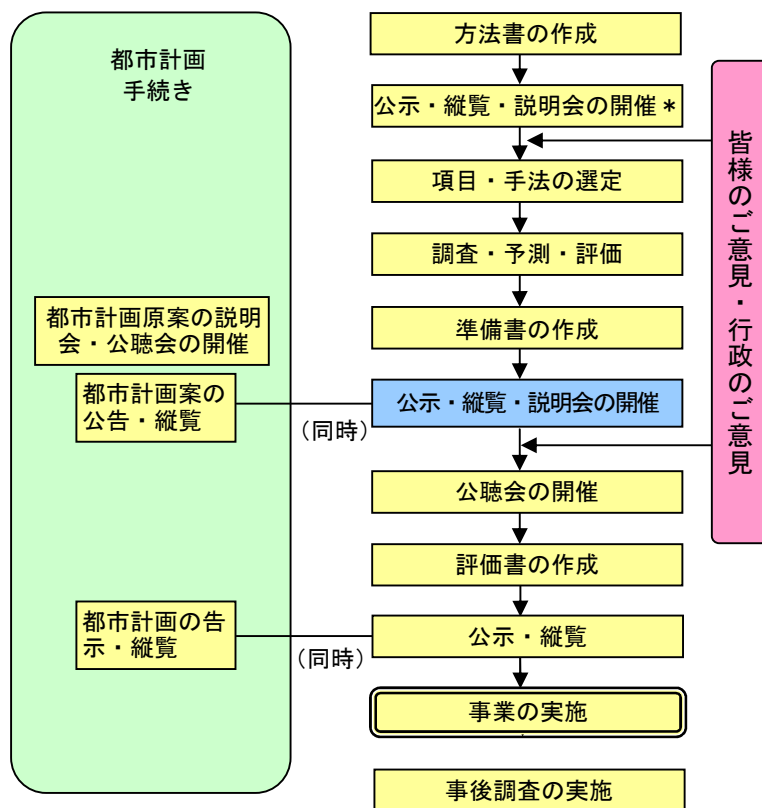 都市計画
手続き
都市計画原案の説明
会・公聴会の開催
都市計画案の
公告・縦覧
都市計画の告
示・縦覧
方法書の作成
公示・縦覧・説明会の開催＊
項目・手法の選定
調査・予測・評価
準備書の作成
公示・縦覧・説明会の開催
（同時）
公聴会の開催
評価書の作成
公示・縦覧
（同時）
事業の実施
事後調査の実施
皆様のご意見・行政のご意見